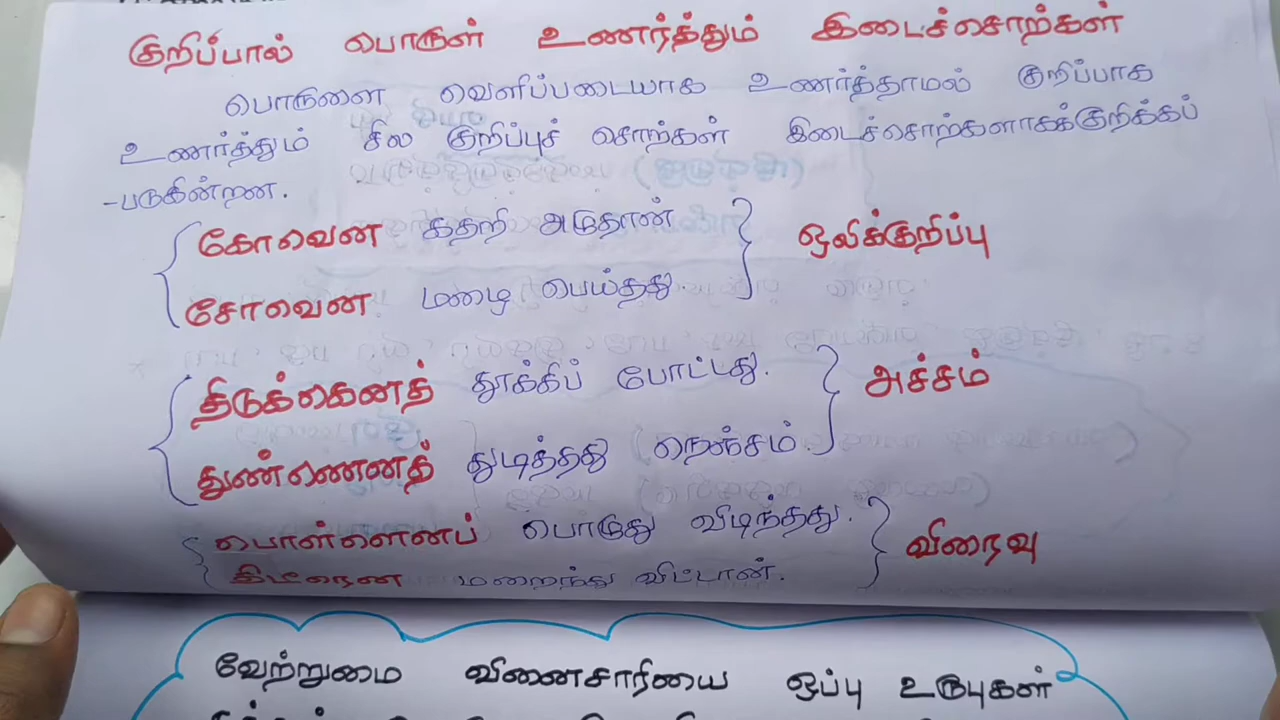 குறிப்பால் பொருள் உணர்த்தும் இடைச்சொற்கள்
பொருளை வெளிப்படையாக உணர்த்தாமல் குறிப்பாக
உணர்த்தும் சில குறிப்புச் சொற்கள் இடைச்சொற்களாகக்குறிக்கப்
-படுகின்றன.
கோவென கதறி அழுதாண் ஒலிக்குறிப்பு
சோவென மழை பெய்தது.
திடுக்கெனத் தூக்கிப் போட்டது. அச்சம்
துண்ணெனத் துடித்தது நெஞ்சம்.
பொள்ளெனப் பொழுது விடிந்தது. விரைவு
மறைந்து விட்டான்.
வேற்றுமை வினைசாரியை ஒப்பு உருபுகள்